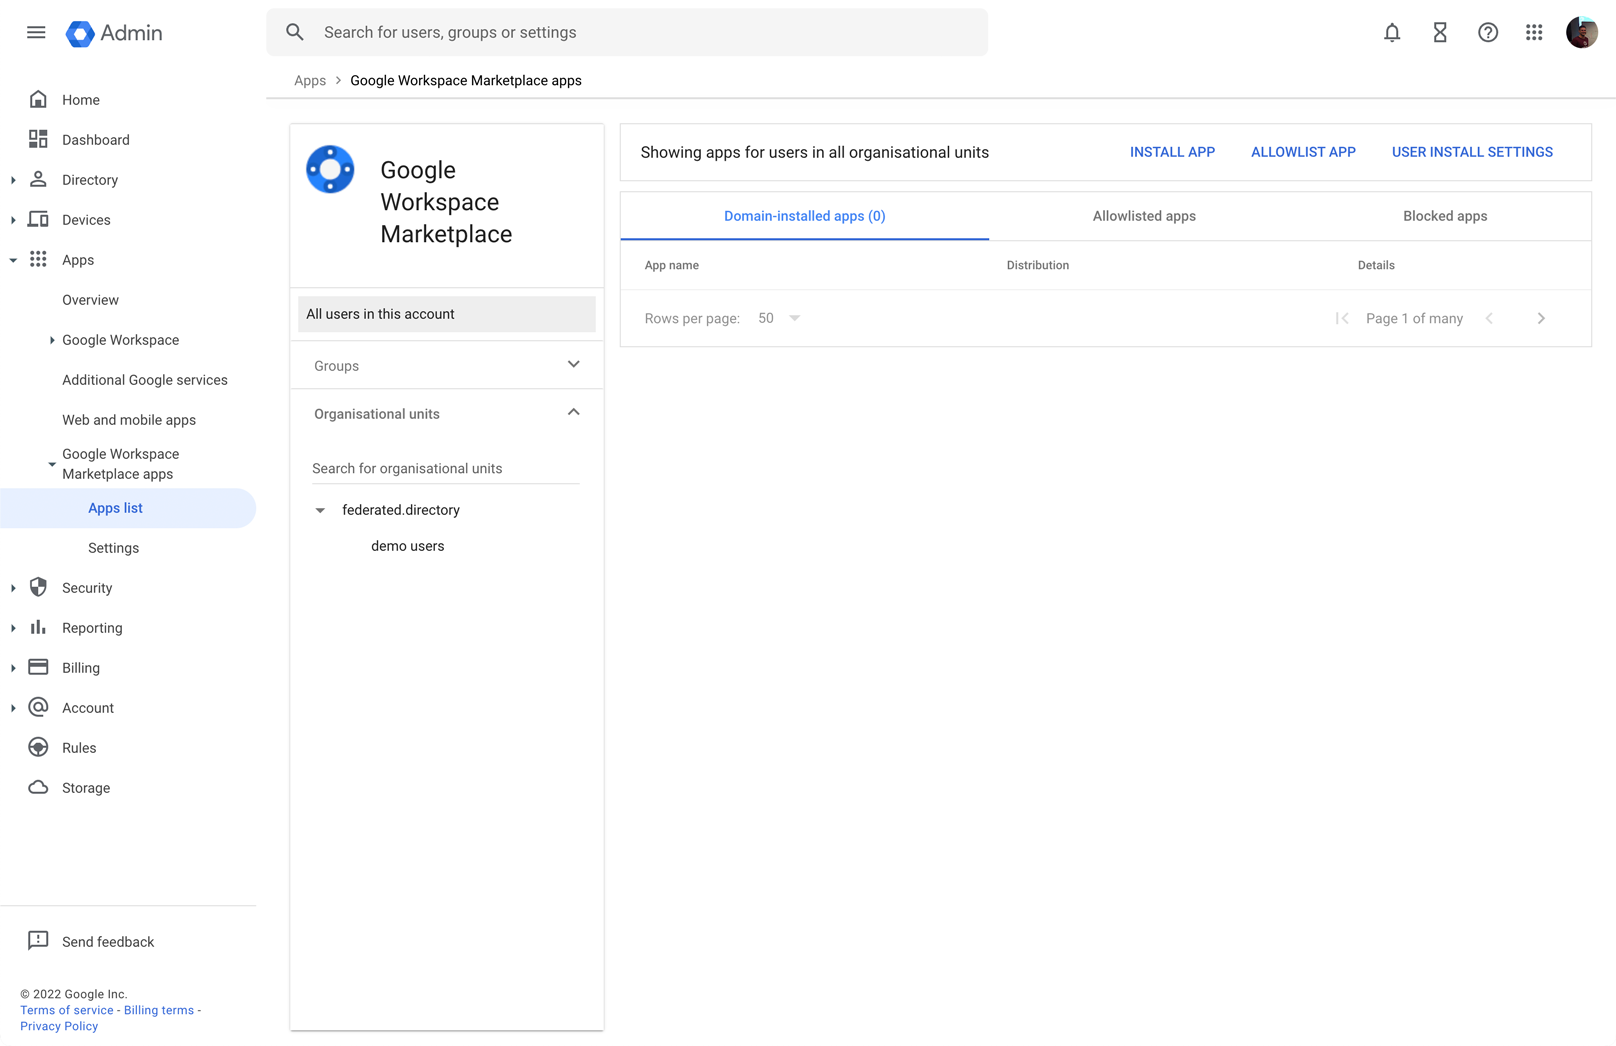 Admin
Search for users, groups or settings
Apps > Google Workspace Marketplace apps
Home
Dashboard
Directory
Devices
Apps
Overview
Google Workspace
Additional Google services
Web and mobile apps
Google Workspace
Marketplace apps
Apps list
Settings
Security
Reporting
Billing
Account
Rules
Storage
Send feedback
© 2022 Google Inc.
Terms of service - Billing terms -
Privacy Policy
Google
Workspace
Marketplace
All users in this account
Groups
Organisational units
Search for organisational units
federated.directory
demo users
Showing apps for users in all organisational units
INSTALL APP ALLOWLIST APP USER INSTALL SETTINGS
Domain-installed apps (0) Allowlisted apps Blocked apps
App name Distribution Details
Rows per page: 50 Page 1 of many